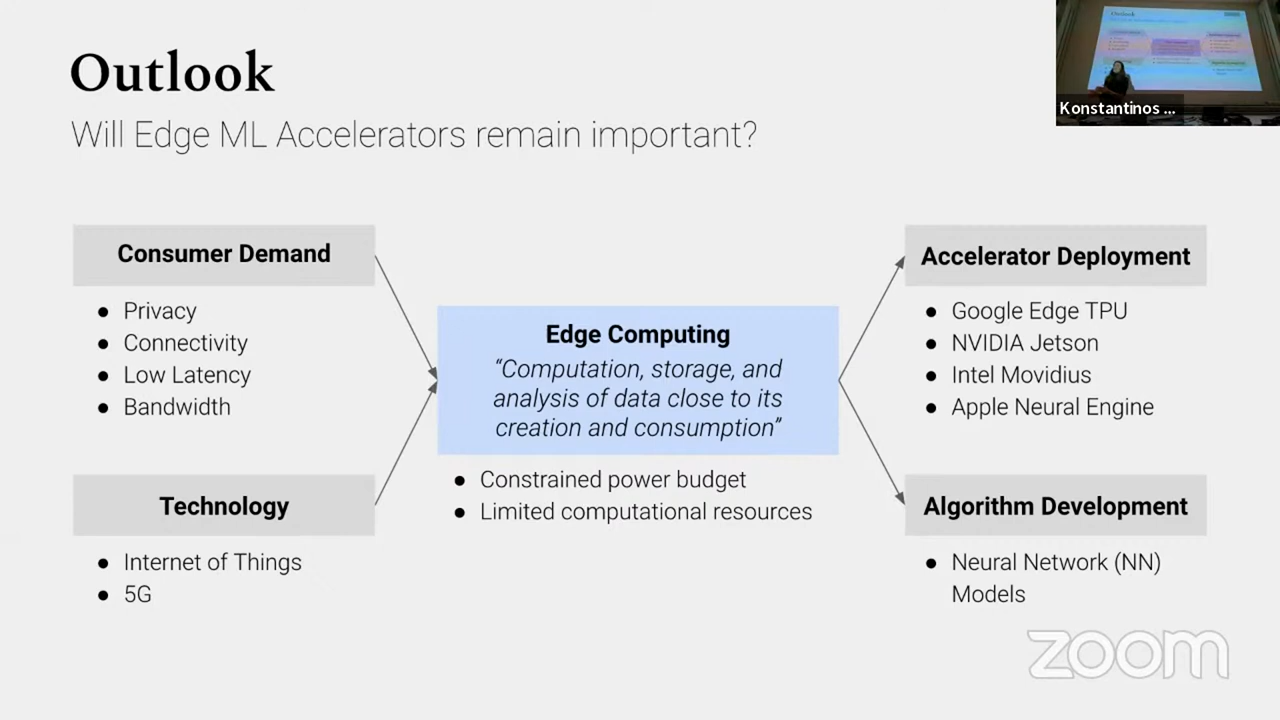 Outlook
Will Edge ML Accelerators remain important?
Konstantinos ...
Consumer Demand
● Privacy
● Connectivity
● Low Latency
● Bandwidth
Technology
● Internet of Things
● 5G
Edge Computing
“Computation, storage, and
analysis of data close to its
creation and consumption”
● Constrained power budget
● Limited computational resources
Accelerator Deployment
● Google Edge TPU
● NVIDIA Jetson
● Intel Movidius
● Apple Neural Engine
Algorithm Development
● Neural Network (NN)
Models
zoom
Outlook